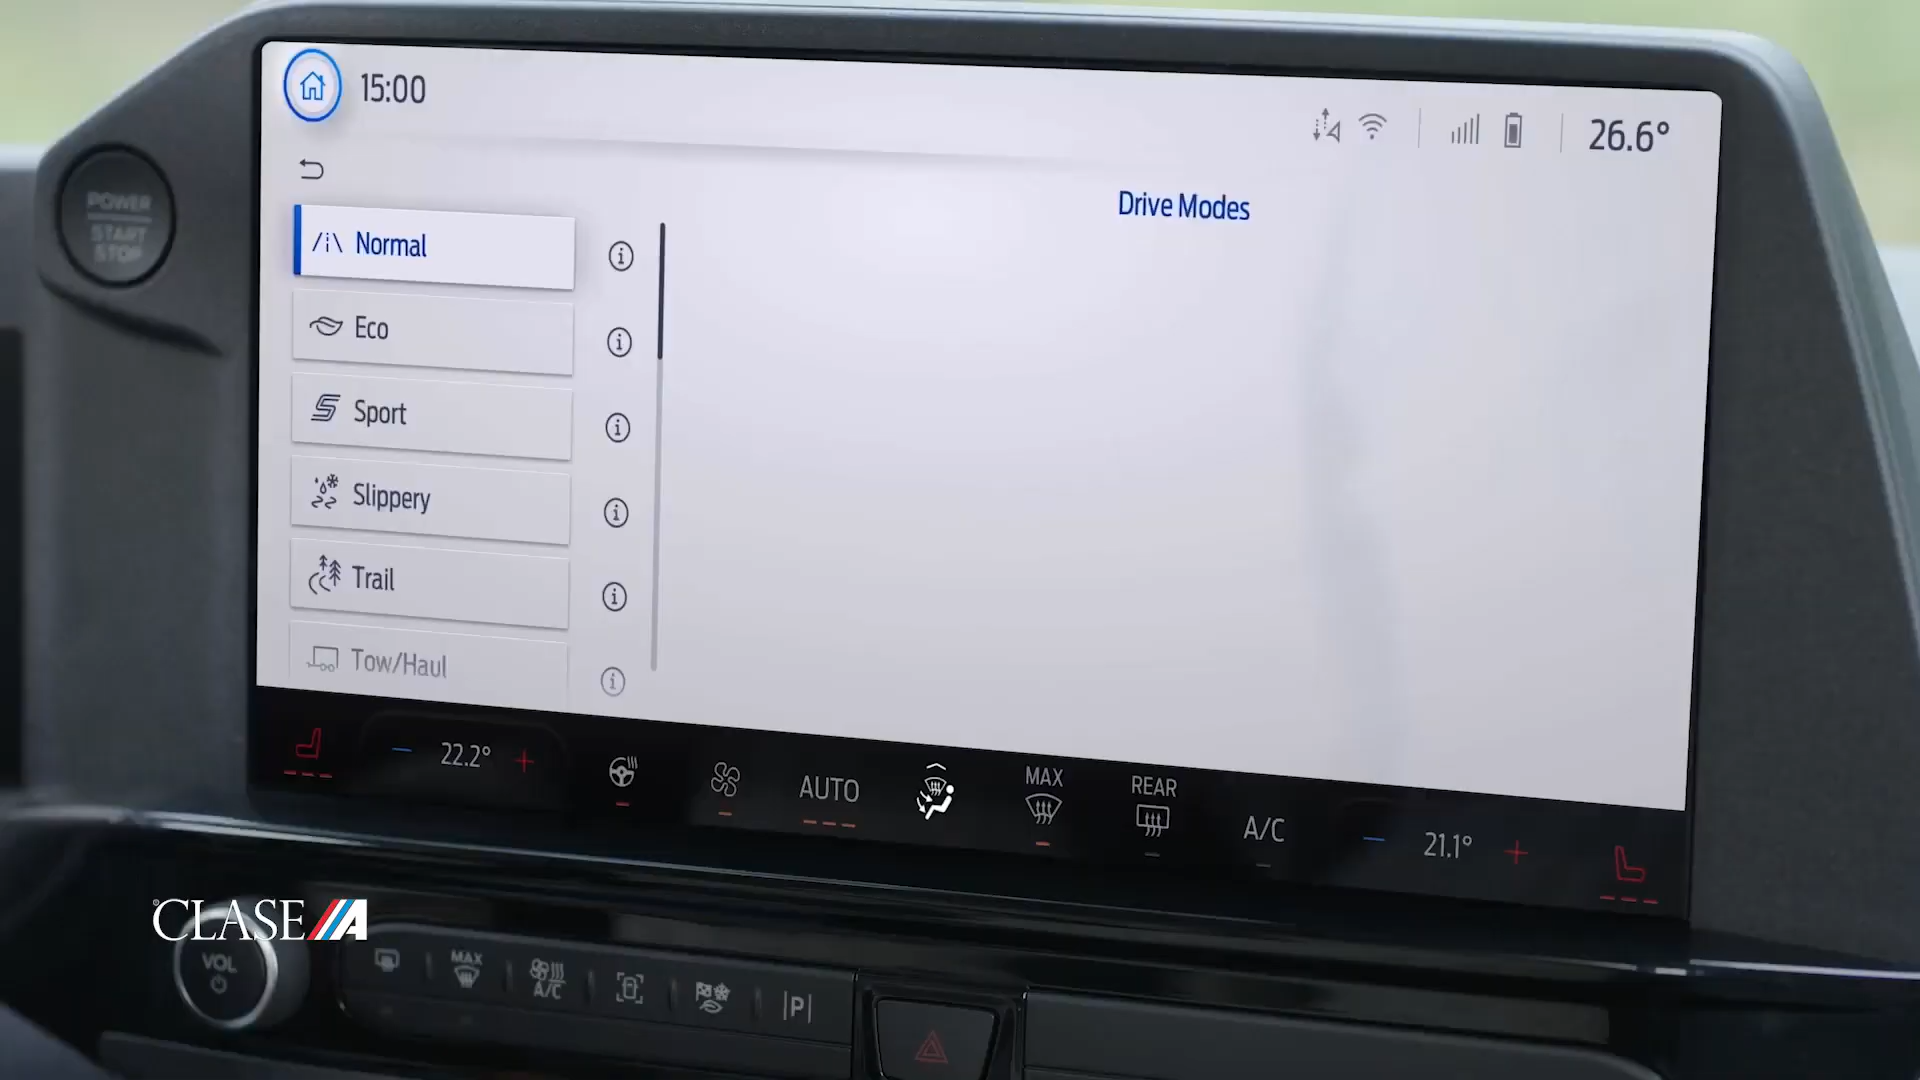 15:00
26.6°
POWER
START
STOP
Drive Modes
Normal
Eco
Sport
Slippery
Trail
Tow/Haul
22.2°
AUTO
MAX
REAR
A/C
21.1°
CLASE A
VOL
MAX
A/C
P